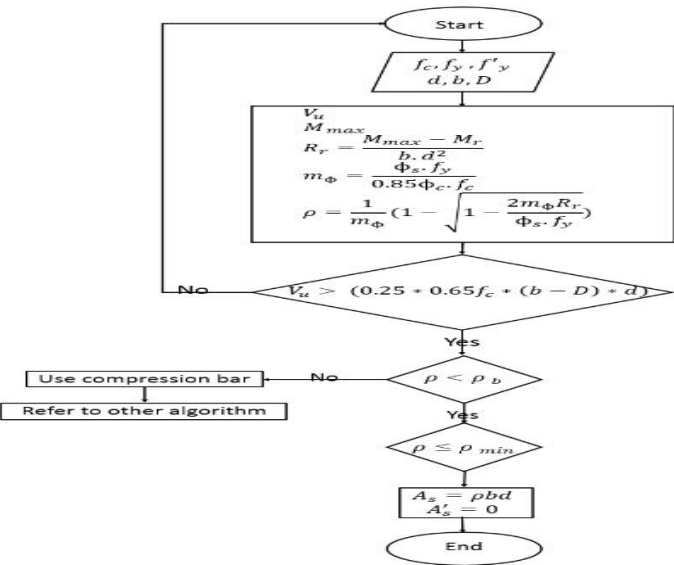 Start
f_c, f_y, f'_y
d, b, D
V_u
M_max
R_r = (M_max − M_r) / (b. d²)
m_Φ = (ϕ_s. f_y) / (0.85ϕ_c. f_c)
ρ = 1/m_Φ (1 − √(1 − (2m_Φ R_r) / (ϕ_s. f_y)))
No
V_u > (0.25 * 0.65f_c * (b − D) * d)
Yes
Use compression bar
No
ρ < ρ_b
Refer to other algorithm
Yes
ρ ≤ ρ_min
A_s = ρbd
A'_s = 0
End